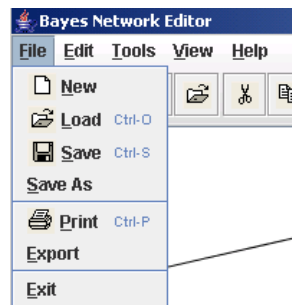 Bayes Network Editor
File Edit Tools View Help
New
Load Ctrl-O
Save Ctrl-S
Save As
Print Ctrl-P
Export
Exit